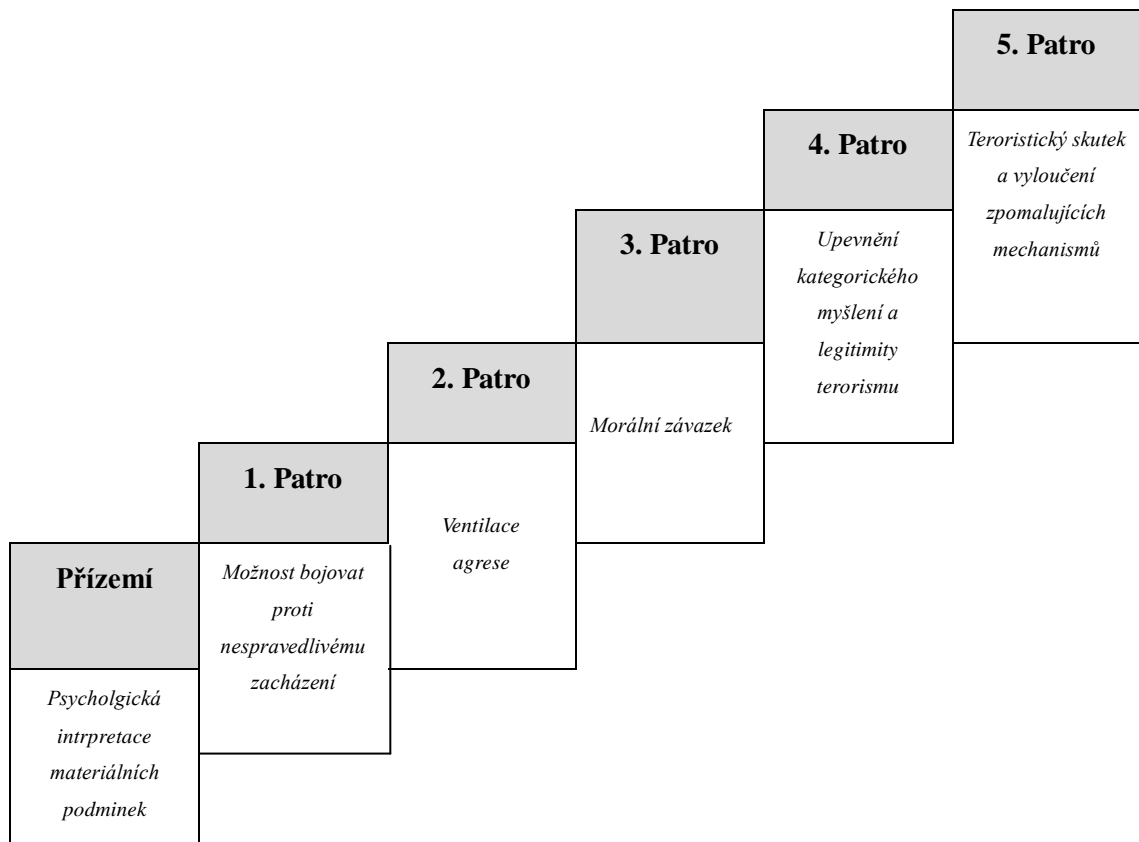 Přízemí
Psycholgická
intrpretace
materiálních
podminek
1. Patro
Možnost bojovat
proti
nespravedlivému
zacházení
2. Patro
Ventilace
agrese
3. Patro
Morální závazek
4. Patro
Upevnění
kategorického
myšlení a
legitimity
terorismu
5. Patro
Teroristický skutek
a vyloučení
zpomalujících
mechanismů